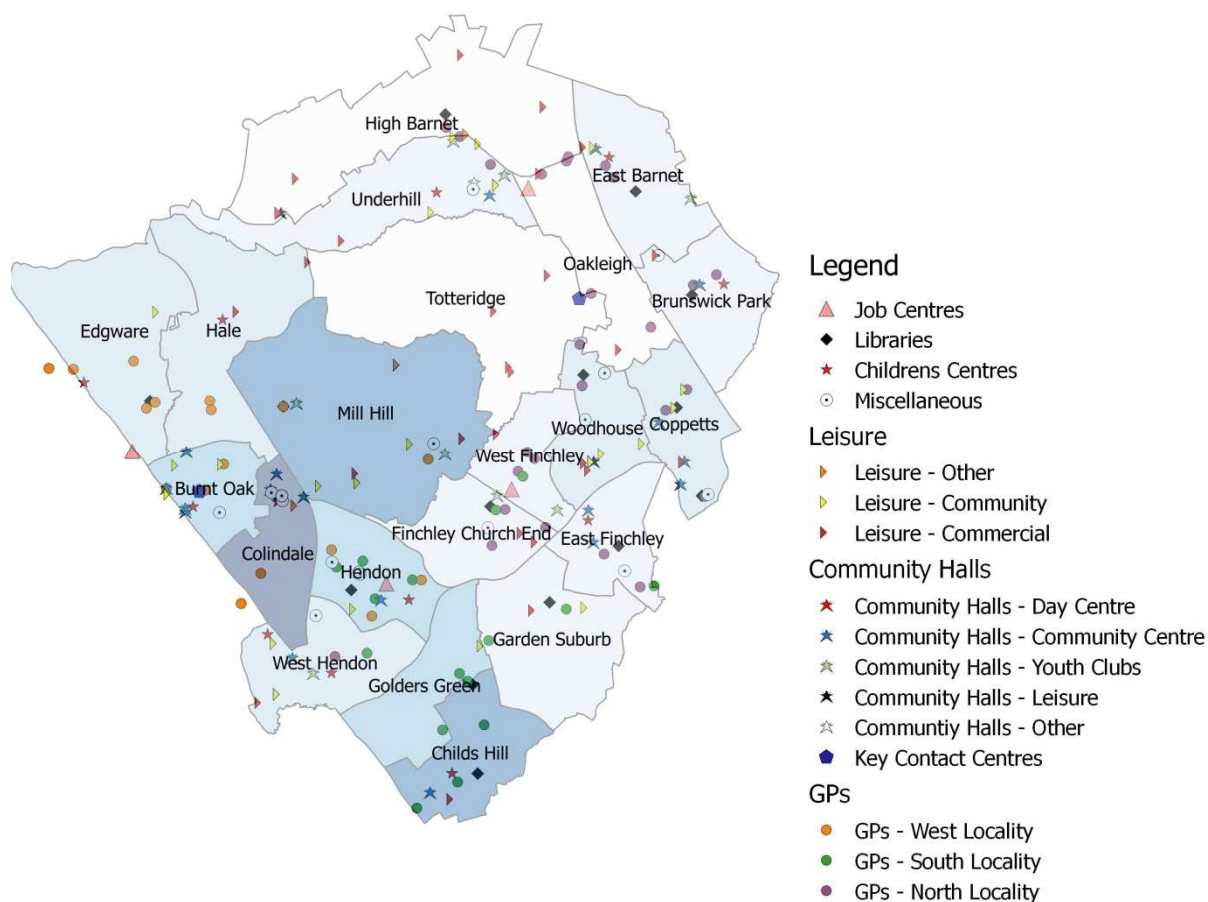 High Barnet
East Barnet
Underhill
Oakleigh
Totteridge
Brunswick Park
Edgware
Hale
Mill Hill
Woodhouse
Coppetts
West Finchley
Burnt Oak
Finchley Church End
East Finchley
Colindale
Hendon
Garden Suburb
West Hendon
Golders Green
Childs Hill
Legend
Job Centres
Libraries
Childrens Centres
Miscellaneous
Leisure
Leisure - Other
Leisure - Community
Leisure - Commercial
Community Halls
Community Halls - Day Centre
Community Halls - Community Centre
Community Halls - Youth Clubs
Community Halls - Leisure
Communtiy Halls - Other
Key Contact Centres
GPs
GPs - West Locality
GPs - South Locality
GPs - North Locality